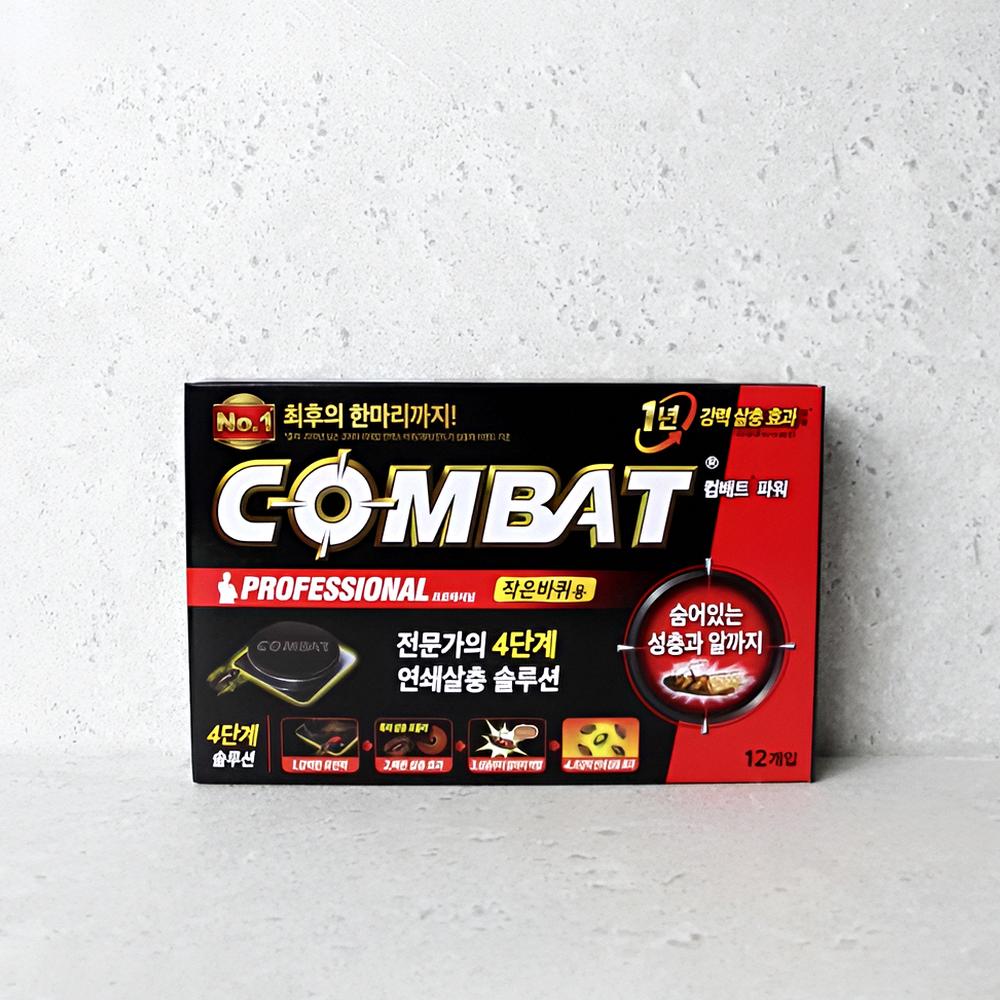 No.1
최후의 한마리까지!
1년
강력 살충 효과
COMBAT
®
컴배트 파워
PROFESSIONAL
작은바퀴용
COMBAT
전문가의 4단계
연쇄살충 솔루션
숨어있는
성충과 알까지
4단계
솔루션
12개입